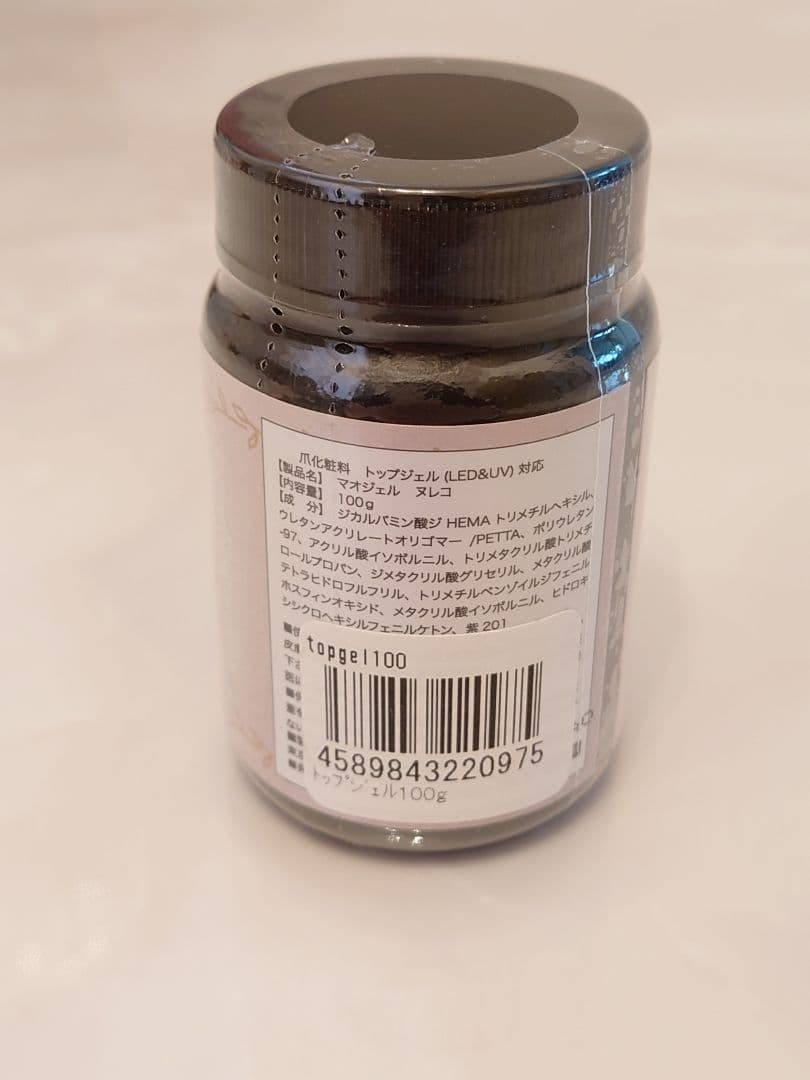 爪化粧料 トップジェル (LED&UV) 対応
【製品名】 マオジェル ヌレコ
【内容量】 100g
【成 分】 ジカルバミン酸ジ HEMA トリメチルヘキシル、
ウレタンアクリレートオリゴマー /PETTA、ポリウレタン
-97、アクリル酸イソボルニル、トリメタクリル酸トリメチ
ロールプロパン、ジメタクリル酸グリセリル、メタクリル酸
テトラヒドロフルフリル、トリメチルベンゾイルジフェニル
ホスフィンオキシド、メタクリル酸イソボルニル、ヒドロキ
シシクロヘキシルフェニルケトン、紫 201
topgel100
4589843220975
トップジェル100g